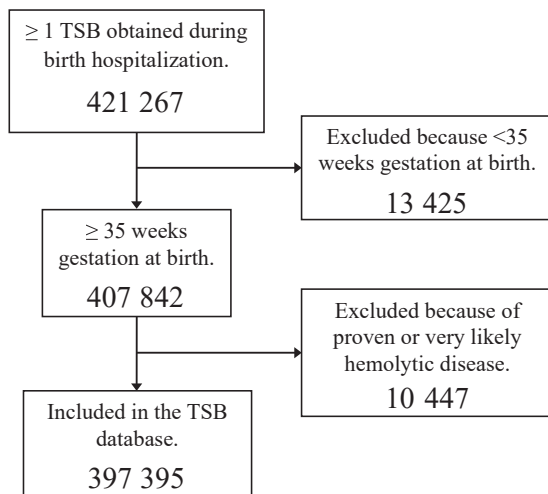 ≥ 1 TSB obtained during
birth hospitalization.
421 267
Excluded because <35
weeks gestation at birth.
13 425
≥ 35 weeks
gestation at birth.
407 842
Excluded because of
proven or very likely
hemolytic disease.
10 447
Included in the TSB
database.
397 395